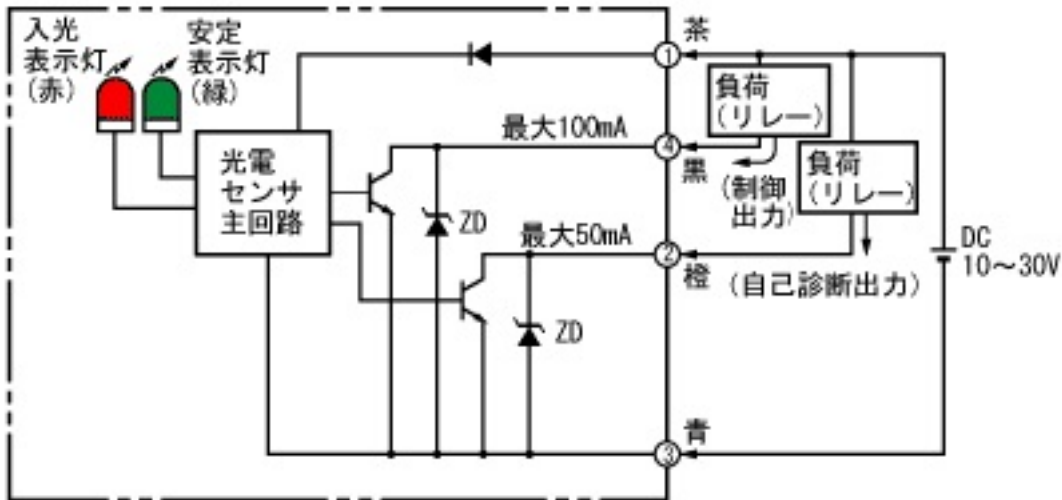 入光
表示灯
(赤)
安定
表示灯
(緑)
光電
センサ
主回路
最大100mA
ZD
最大50mA
ZD
① 茶
④ 黒
② 橙
③ 青
負荷
(リレー)
(制御
出力)
負荷
(リレー)
(自己診断出力)
DC
10～30V